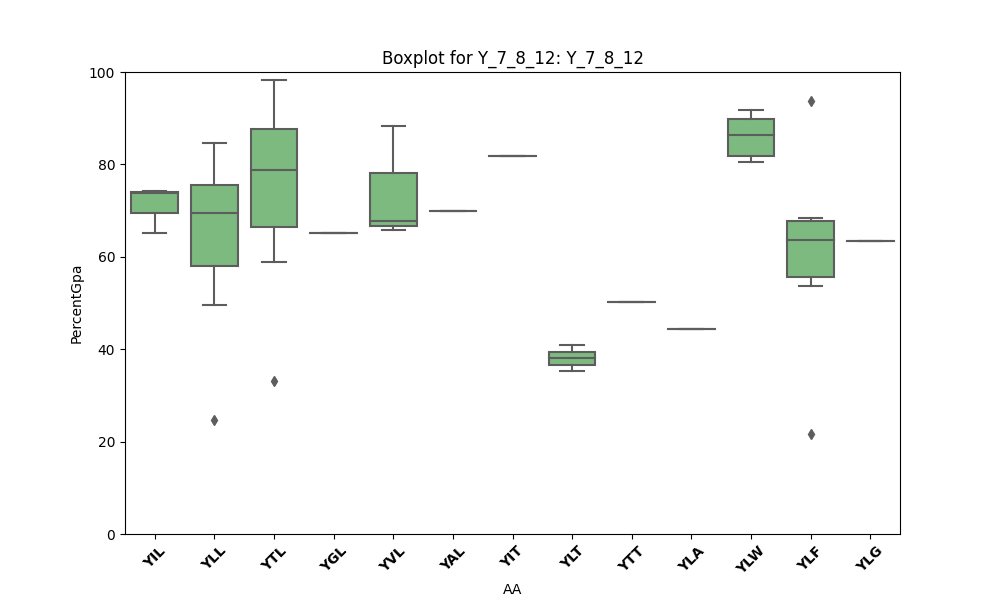 Boxplot for Y_7_8_12: Y_7_8_12
100
80
60
40
20
0
PercentGpa
YIL YLL YTL YGL YVL YAL YIT YLT YTT YLA YLW YLF YLG
AA